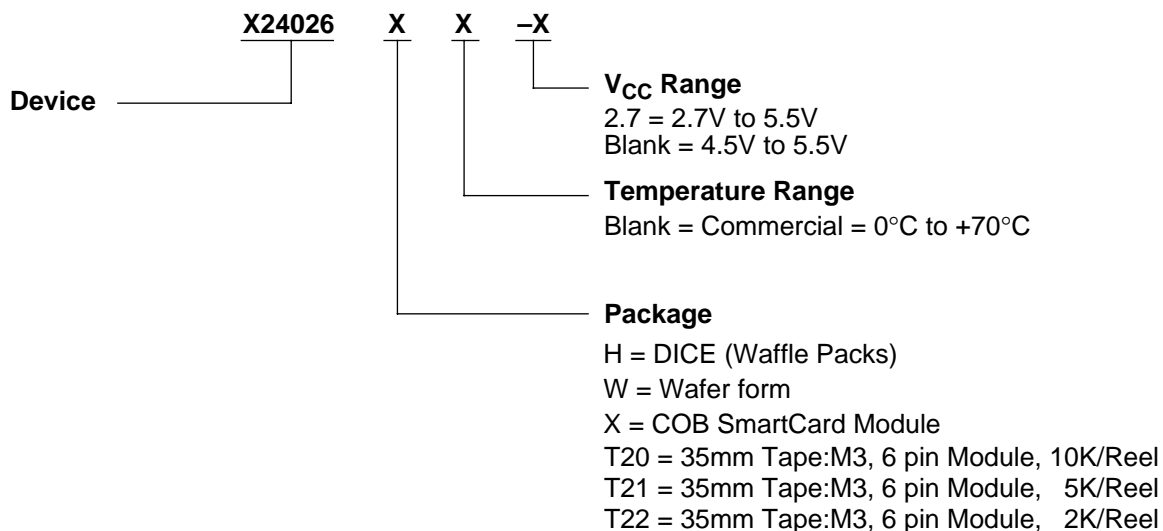 X24026 X X –X
Device
VCC Range
2.7 = 2.7V to 5.5V
Blank = 4.5V to 5.5V
Temperature Range
Blank = Commercial = 0°C to +70°C
Package
H = DICE (Waffle Packs)
W = Wafer form
X = COB SmartCard Module
T20 = 35mm Tape:M3, 6 pin Module, 10K/Reel
T21 = 35mm Tape:M3, 6 pin Module, 5K/Reel
T22 = 35mm Tape:M3, 6 pin Module, 2K/Reel